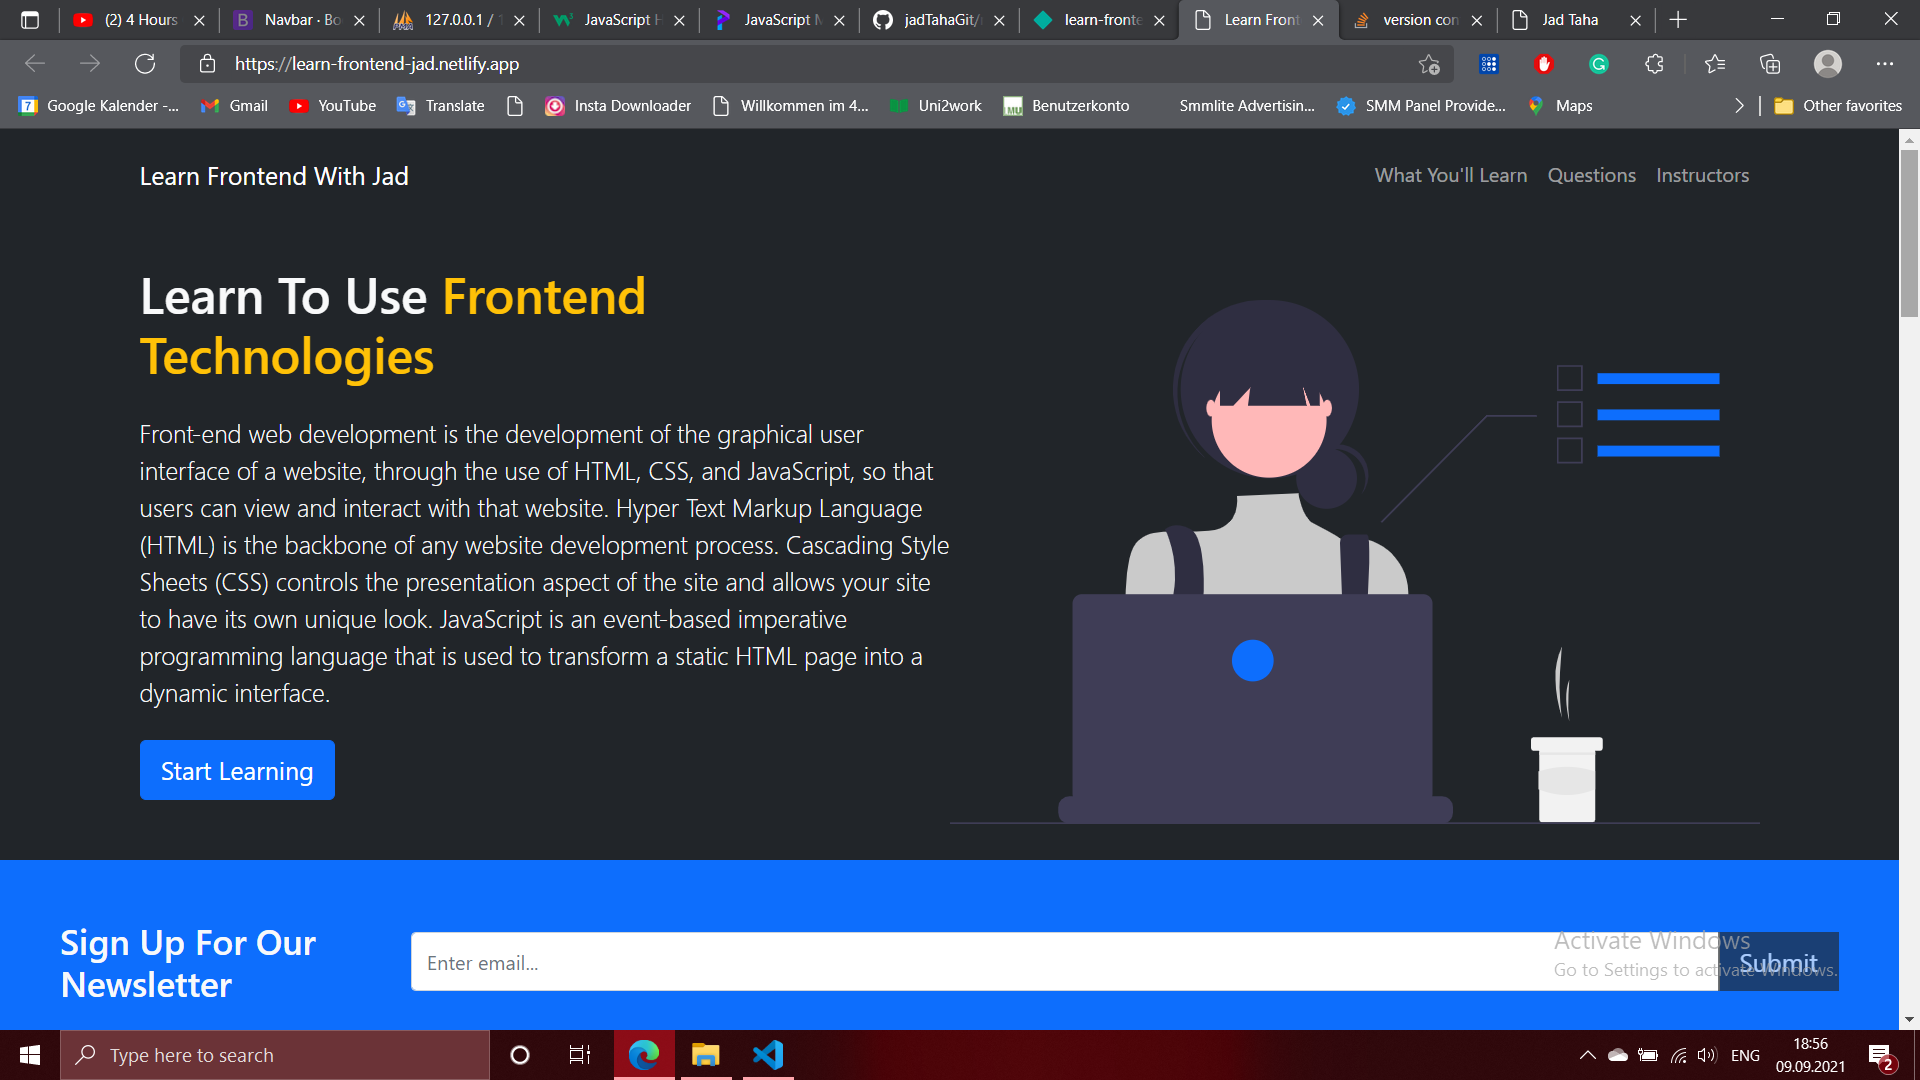 (2) 4 Hours
Navbar · Bo
127.0.0.1 /
JavaScript
JavaScript
jadTahaGit/
learn-fronte
Learn Front
version con
Jad Taha
https://learn-frontend-jad.netlify.app
Google Kalender -...
Gmail
YouTube
Translate
Insta Downloader
Willkommen im 4...
Uni2work
Benutzerkonto
Smmlite Advertisin...
SMM Panel Provide...
Maps
Other favorites
Learn Frontend With Jad
What You'll Learn
Questions
Instructors
Learn To Use Frontend
Technologies
Front-end web development is the development of the graphical user
interface of a website, through the use of HTML, CSS, and JavaScript, so that
users can view and interact with that website. Hyper Text Markup Language
(HTML) is the backbone of any website development process. Cascading Style
Sheets (CSS) controls the presentation aspect of the site and allows your site
to have its own unique look. JavaScript is an event-based imperative
programming language that is used to transform a static HTML page into a
dynamic interface.
Start Learning
Sign Up For Our
Newsletter
Enter email...
Submit
Activate Windows
Go to Settings to activate Windows.
Type here to search
ENG
18:56
09.09.2021
2